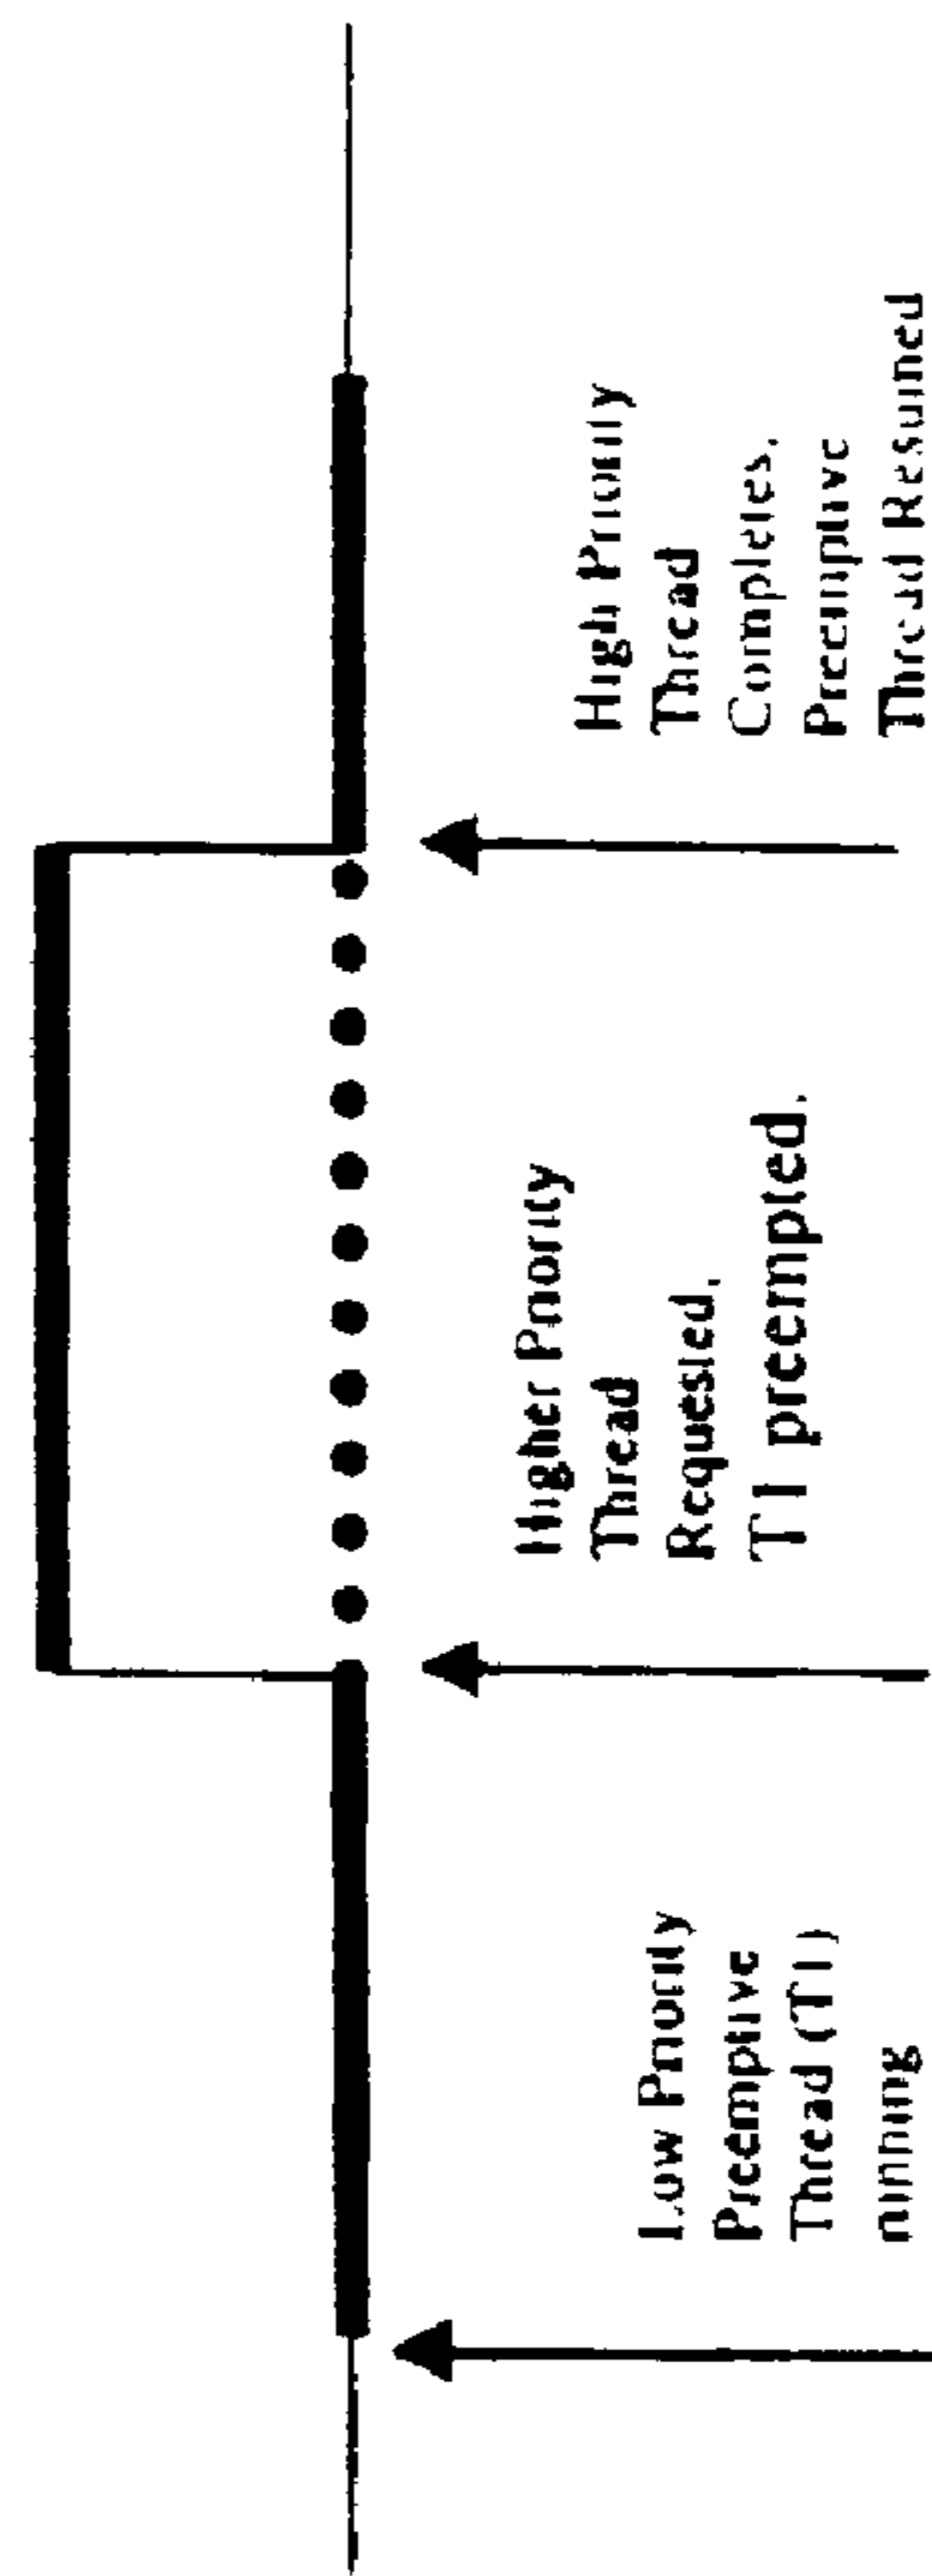 Low Priority
Preemptive
Thread (T1)
running
Higher Priority
Thread
Requested.
T1 preempted.
High Priority
Thread
Completes.
Preemptive
Thread Resumed